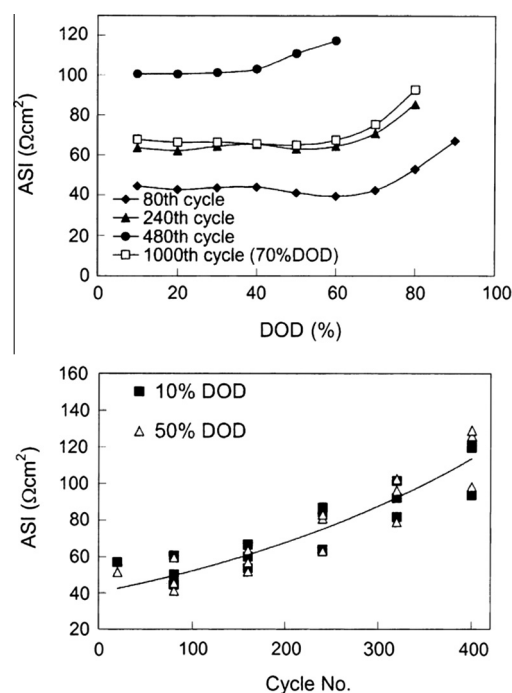 120
100
80
60
40
20
0
ASI (Ωcm²)
80th cycle
240th cycle
480th cycle
1000th cycle (70%DOD)
0 20 40 60 80 100
DOD (%)
160
140
120
100
80
60
40
20
ASI (Ωcm²)
10% DOD
50% DOD
0 100 200 300 400
Cycle No.